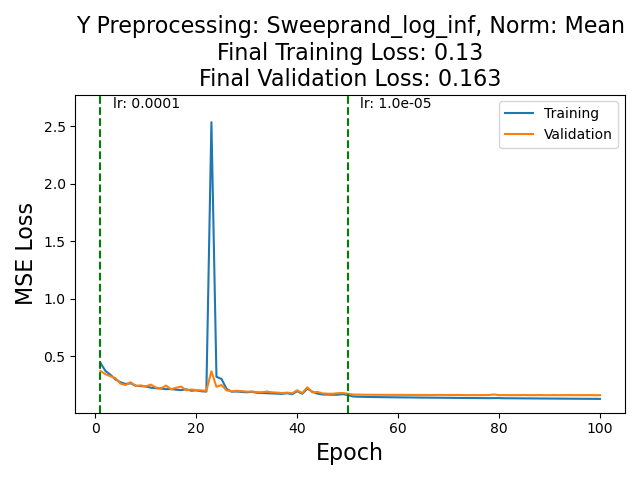 Y Preprocessing: Sweeprand_log_inf, Norm: Mean
Final Training Loss: 0.13
Final Validation Loss: 0.163
lr: 0.0001
lr: 1.0e-05
Training
Validation
2.5
2.0
1.5
1.0
0.5
MSE Loss
0
20
40
60
80
100
Epoch